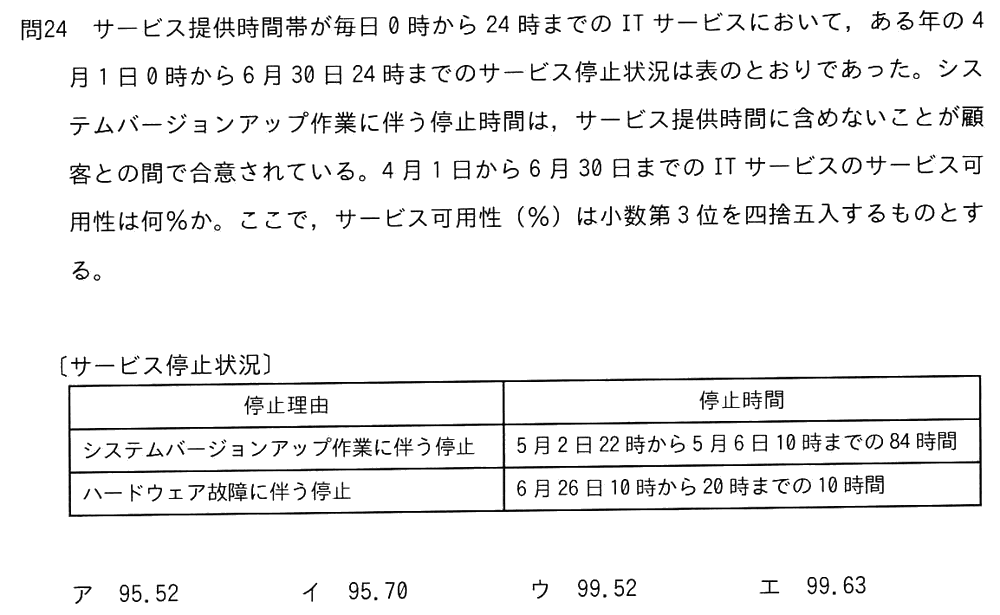 問24 サービス提供時間帯が毎日0時から24時までのITサービスにおいて，ある年の4
月1日0時から6月30日24時までのサービス停止状況は表のとおりであった。シス
テムバージョンアップ作業に伴う停止時間は，サービス提供時間に含めないことが顧
客との間で合意されている。4月1日から6月30日までのITサービスのサービス可
用性は何％か。ここで，サービス可用性（％）は小数第3位を四捨五入するものとす
る。
〔サービス停止状況〕
停止理由 停止時間
システムバージョンアップ作業に伴う停止 5月2日22時から5月6日10時までの84時間
ハードウェア故障に伴う停止 6月26日10時から20時までの10時間
ア 95.52 イ 95.70 ウ 99.52 エ 99.63